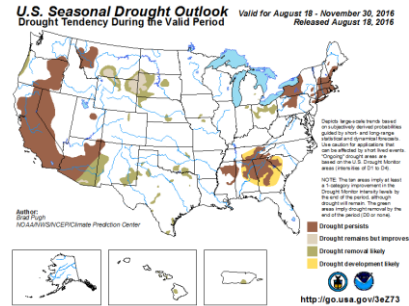 U.S. Seasonal Drought Outlook
Drought Tendency During the Valid Period
Valid for August 18 - November 30, 2016
Released August 18, 2016
Depicts large-scale trends based
on subjectively derived probabilities
guided by short- and long-range
statistical and dynamical forecasts.
Use caution for applications that
can be affected by short lived events.
"Ongoing" drought areas are
based on the U.S. Drought Monitor
areas (intensities of D1 to D4).
NOTE: The tan areas imply at least
a 1-category improvement in the
Drought Monitor intensity levels by
the end of the period, although
drought will remain. The green
areas imply drought removal by the
end of the period (D0 or none).
Author:
Brad Pugh
NOAA/NWS/NCEP/Climate Prediction Center
Drought persists
Drought remains but improves
Drought removal likely
Drought development likely
http://go.usa.gov/3eZ73